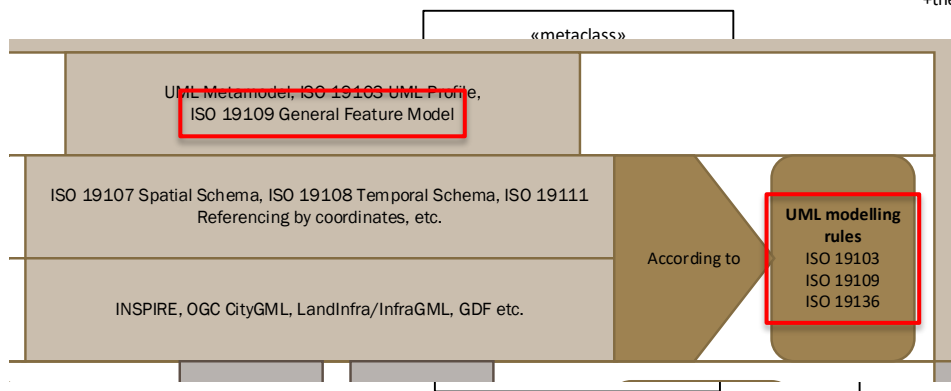 +the
«metaclass»
UML Metamodel, ISO 19103 UML Profile,
ISO 19109 General Feature Model
ISO 19107 Spatial Schema, ISO 19108 Temporal Schema, ISO 19111
Referencing by coordinates, etc.
According to
UML modelling
rules
ISO 19103
ISO 19109
ISO 19136
INSPIRE, OGC CityGML, LandInfra/InfraGML, GDF etc.